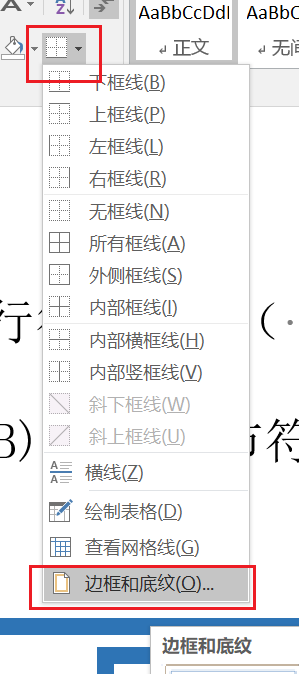 AaBbCcDdI
↲ 正文
↲ 无间
下框线(B)
上框线(P)
左框线(L)
右框线(R)
无框线(N)
所有框线(A)
外侧框线(S)
内部框线(I)
内部横框线(H)
内部竖框线(V)
斜下框线(W)
斜上框线(U)
横线(Z)
绘制表格(D)
查看网格线(G)
边框和底纹(O)...
边框和底纹
行
(
B)
符